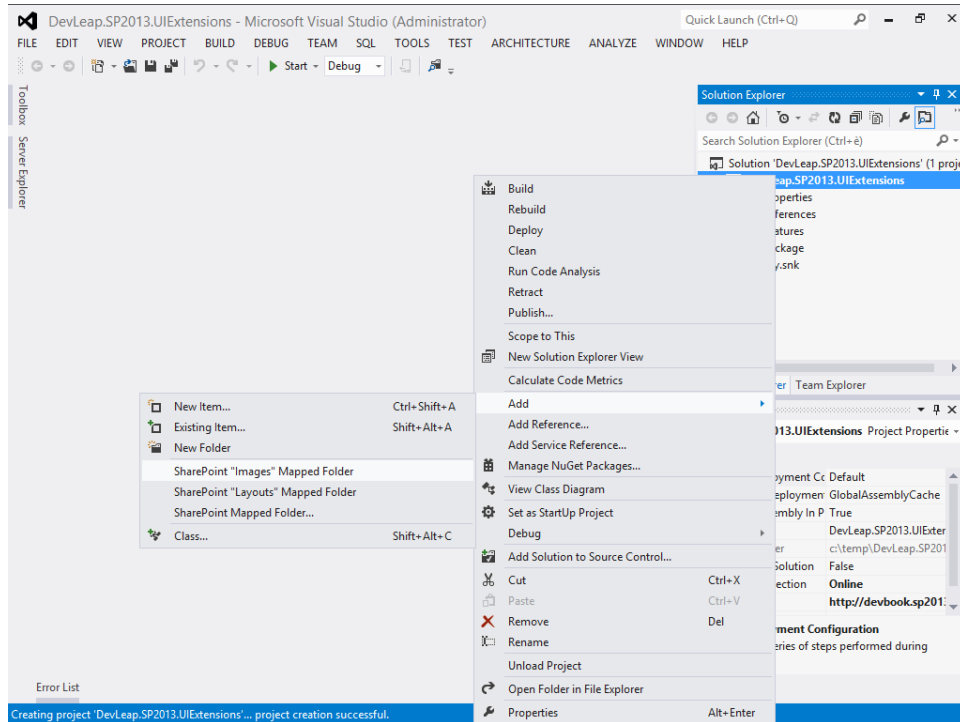 DevLeap.SP2013.UIExtensions - Microsoft Visual Studio (Administrator)
Quick Launch (Ctrl+Q)
FILE EDIT VIEW PROJECT BUILD DEBUG TEAM SQL TOOLS TEST ARCHITECTURE ANALYZE WINDOW HELP
Start Debug
Toolbox
Server Explorer
Solution Explorer
Search Solution Explorer (Ctrl+è)
Solution 'DevLeap.SP2013.UIExtensions' (1 proje
eap.SP2013.UIExtensions
operties
ferences
atures
ckage
y.snk
Build
Rebuild
Deploy
Clean
Run Code Analysis
Retract
Publish...
Scope to This
New Solution Explorer View
Calculate Code Metrics
Add
Add Reference...
Add Service Reference...
Manage NuGet Packages...
View Class Diagram
Set as StartUp Project
Debug
Add Solution to Source Control...
Cut Ctrl+X
Paste Ctrl+V
Remove Del
Rename
Unload Project
Open Folder in File Explorer
Properties Alt+Enter
New Item... Ctrl+Shift+A
Existing Item... Shift+Alt+A
New Folder
SharePoint "Images" Mapped Folder
SharePoint "Layouts" Mapped Folder
SharePoint Mapped Folder...
Class... Shift+Alt+C
er Team Explorer
013.UIExtensions Project Propertie
oyment Cc Default
eploymen GlobalAssemblyCache
embly In P True
DevLeap.SP2013.UIExter
er c:\temp\DevLeap.SP201
Solution False
ection Online
http://devbook.sp201
ment Configuration
eries of steps performed during
Error List
Creating project 'DevLeap.SP2013.UIExtensions'... project creation successful.